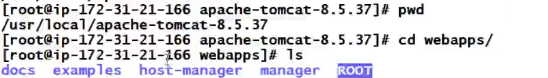 [root@ip-172-31-21-166 apache-tomcat-8.5.37]# pwd
/usr/local/apache-tomcat-8.5.37
[root@ip-172-31-21-166 apache-tomcat-8.5.37]# cd webapps/
[root@ip-172-31-21-166 webapps]# ls
docs examples host-manager manager ROOT